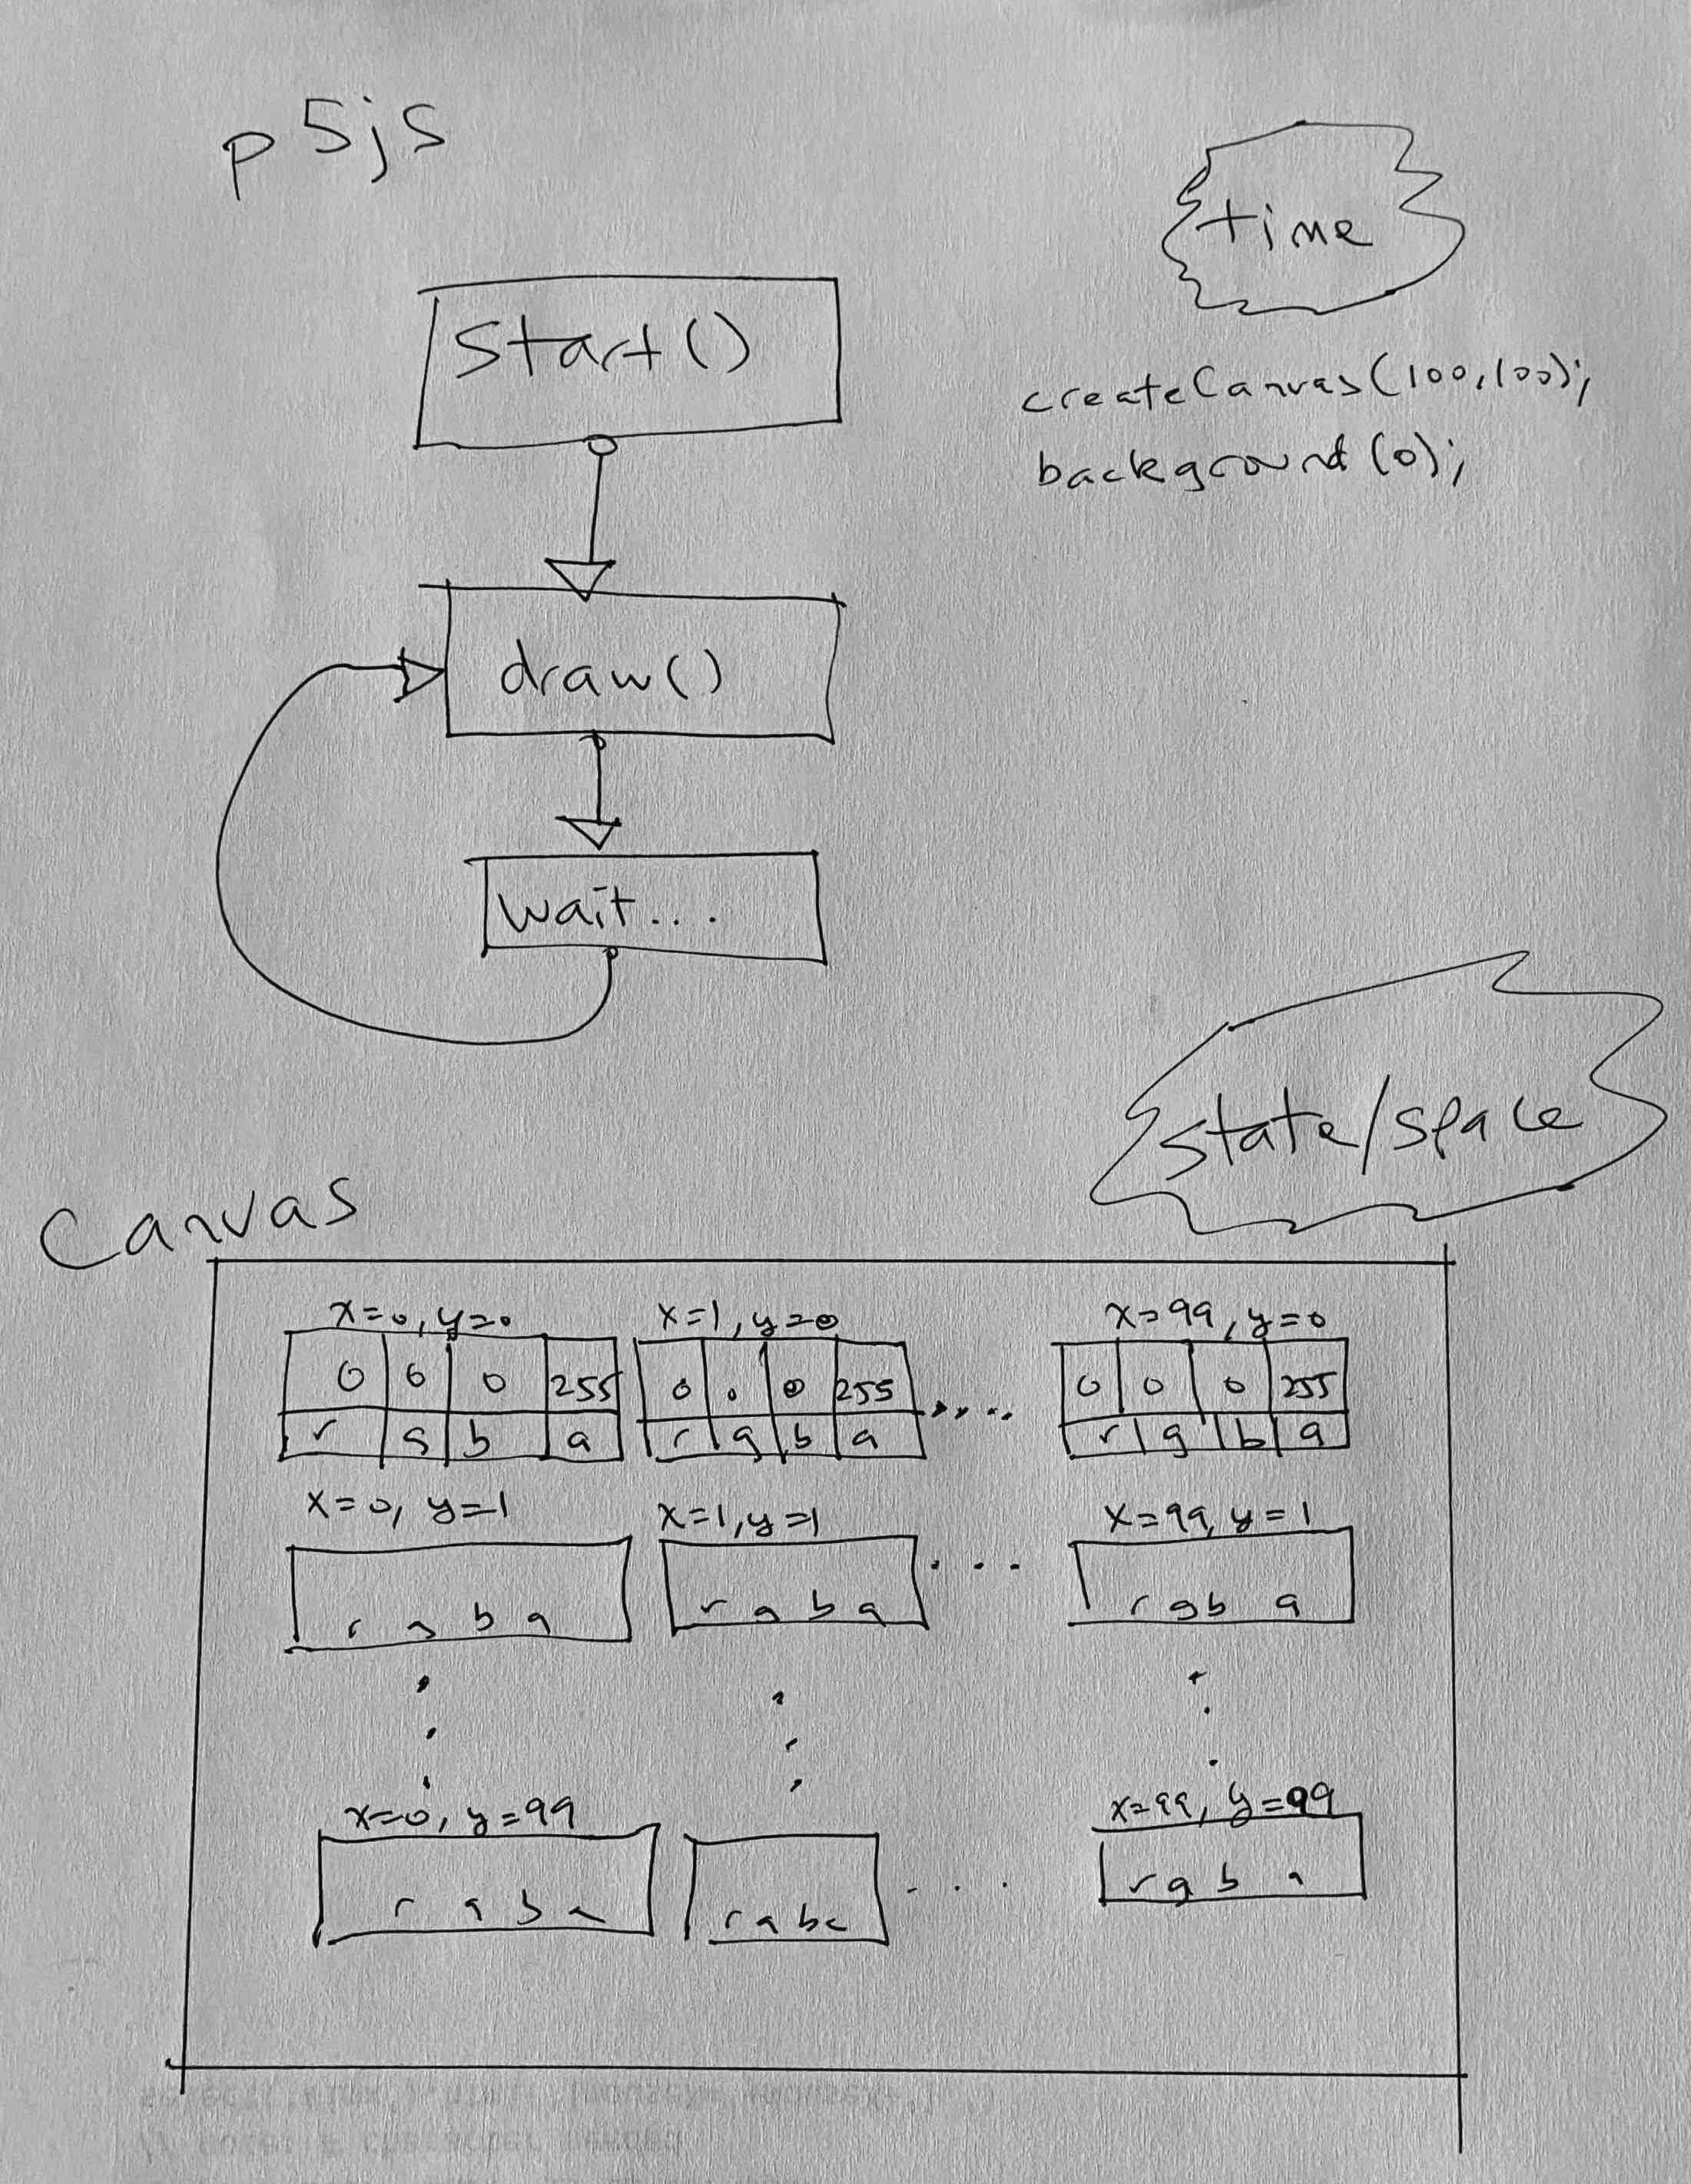 p5js
time
start()
createCanvas(100,100);
background(0);
draw()
wait...
state/space
Canvas
x=0, y=0 x=1, y=0 x=99, y=0
0 0 0 255 0 0 0 255 .... 0 0 0 255
r g b a r g b a r g b a
x=0, y=1 x=1, y=1 x=99, y=1
r g b a r g b a .... r g b a
x=0, y=99 x=99, y=99
r g b a r g b a .... r g b a